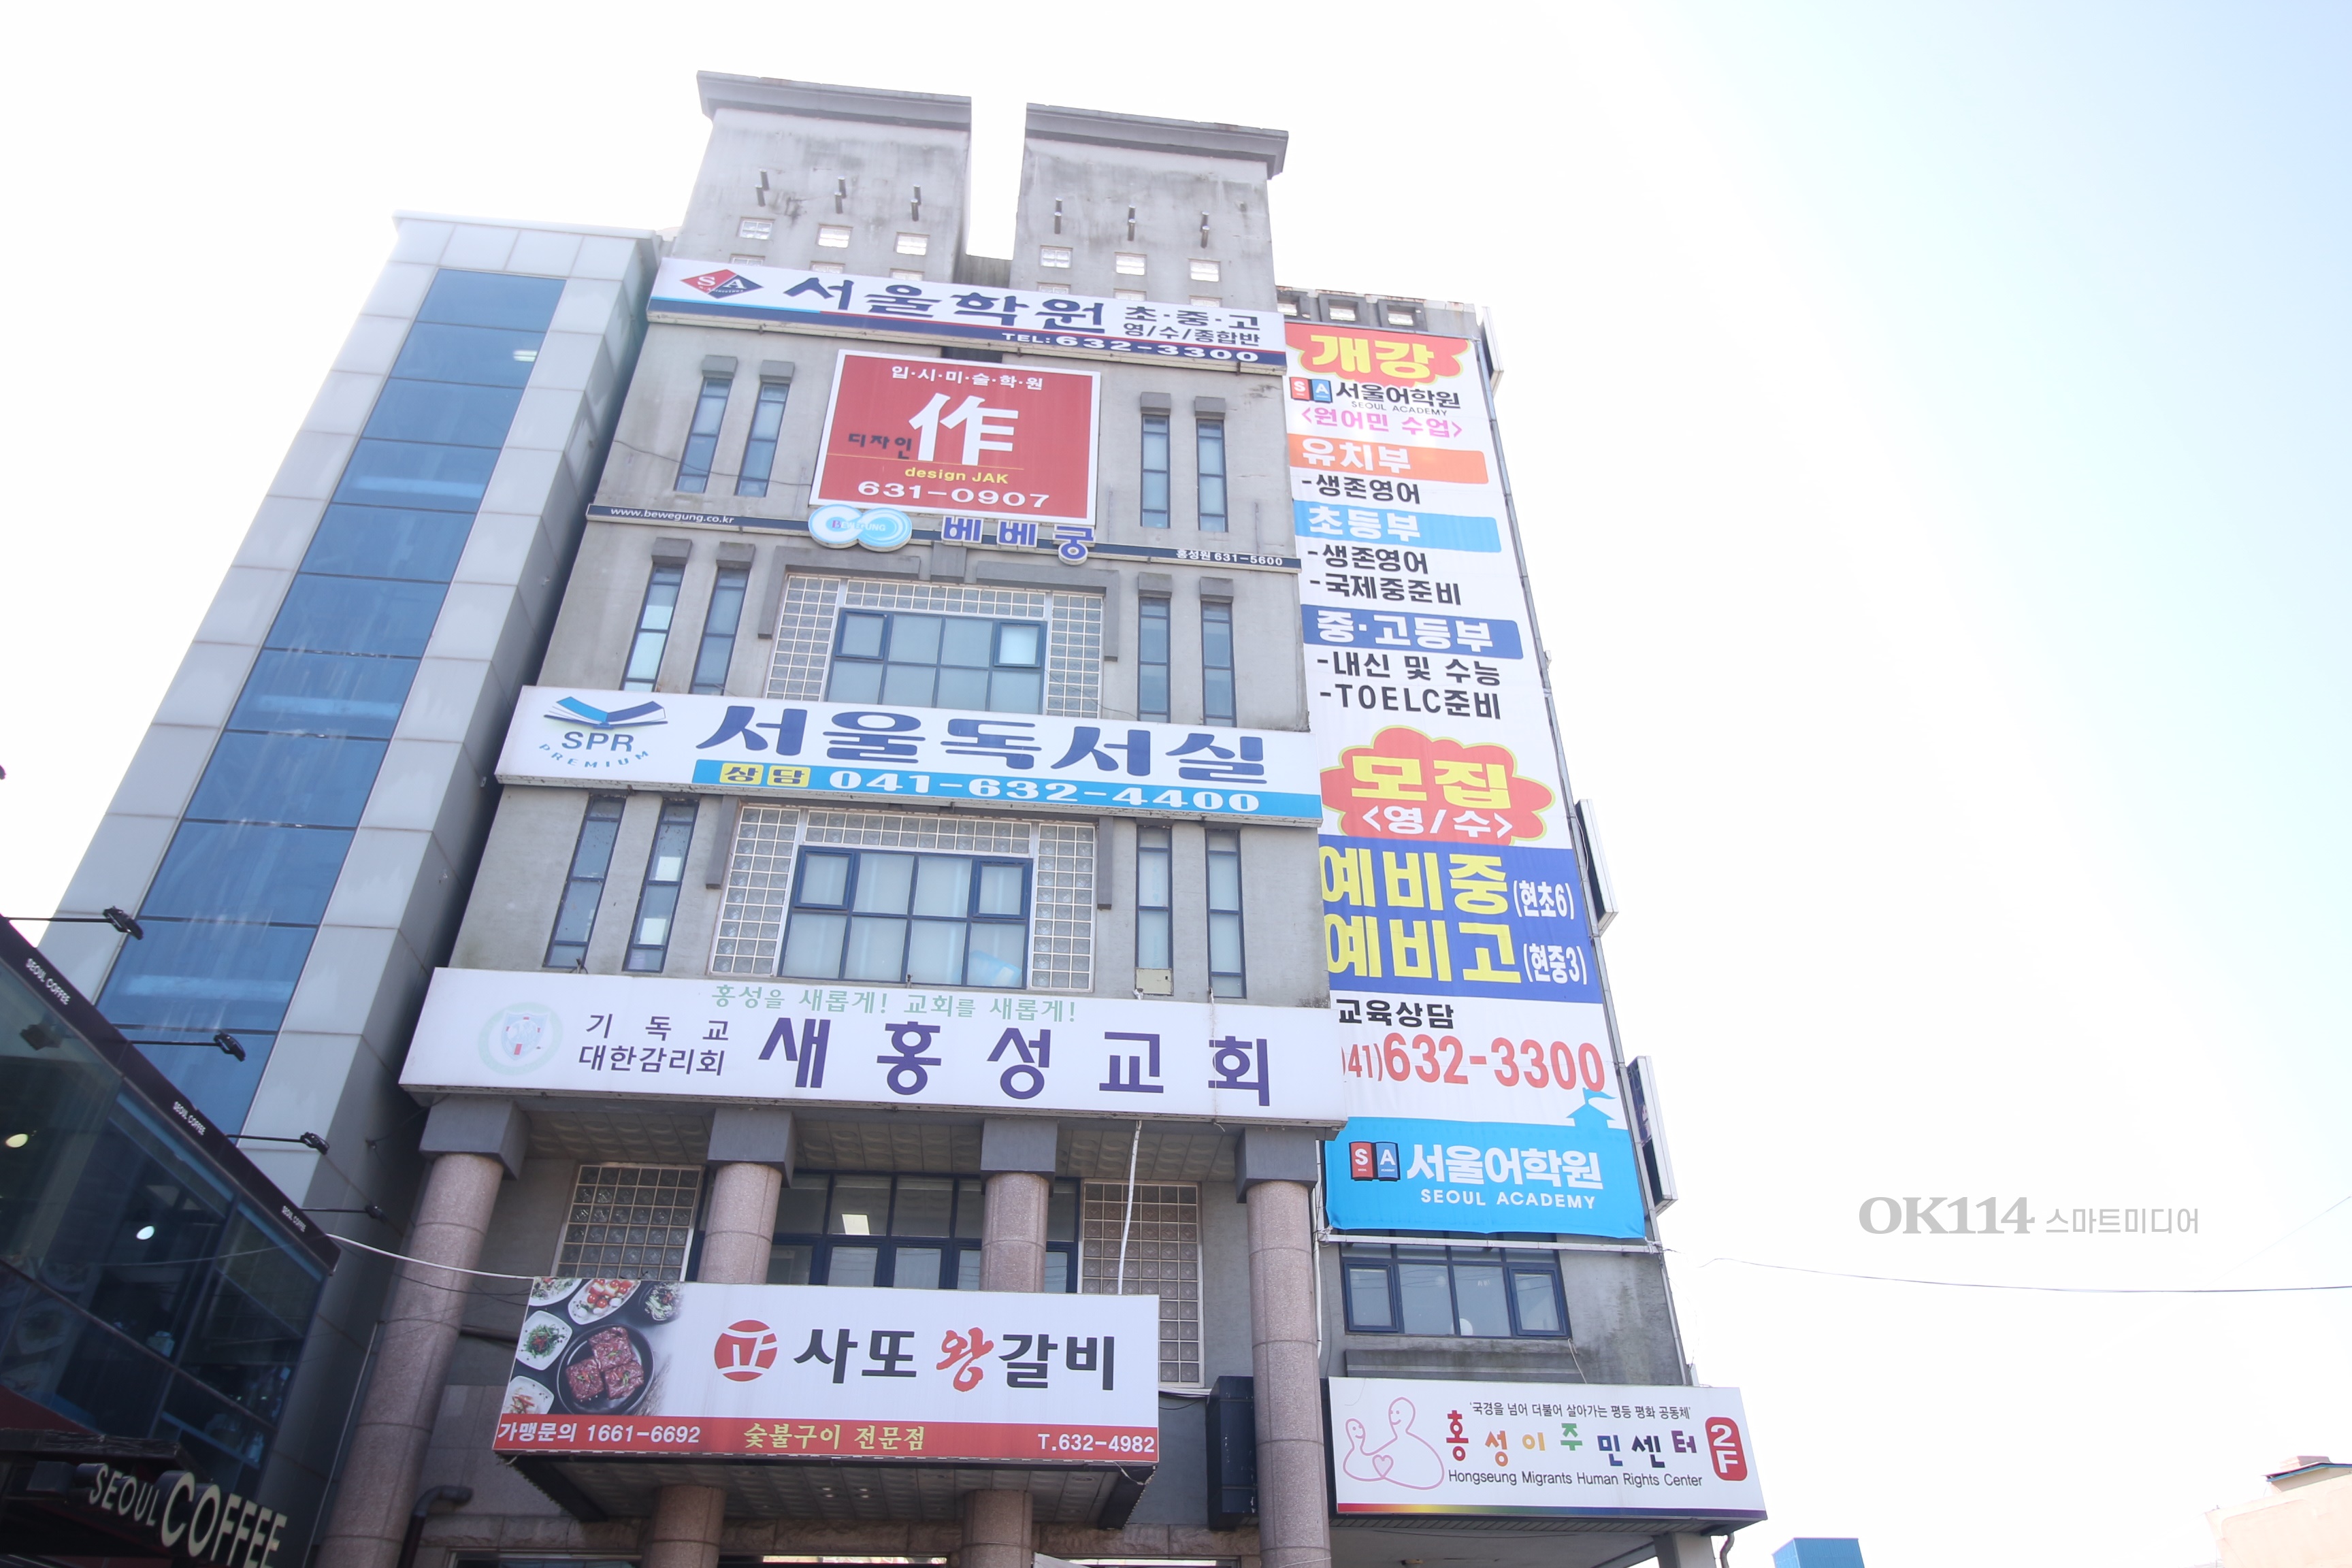 SA 서울학원 초·중·고
영/수/종합반
TEL:632-3300
입·시·미·술·학·원
디자인 作
design JAK
631-0907
www.bewegung.co.kr
BEWEGUNG 베베궁
홍성원 631-5600
SPR PREMIUM
서울독서실
상담 041-632-4400
홍성을 새롭게! 교회를 새롭게!
기독교
대한감리회
새홍성교회
사또왕갈비
가맹문의 1661-6692 숯불구이 전문점 T.632-4982
개강
SA 서울어학원
SEOUL ACADEMY
<원어민 수업>
유치부
-생존영어
초등부
-생존영어
-국제중준비
중·고등부
-내신 및 수능
-TOELC준비
모집
<영/수>
예비중(현초6)
예비고(현중3)
교육상담
041)632-3300
SA 서울어학원
SEOUL ACADEMY
'국경을 넘어 더불어 살아가는 평등 평화 공동체'
홍성이주민센터 2F
Hongseung Migrants Human Rights Center
SEOUL COFFEE
SEOUL COFFEE
SEOUL COFFEE
SEOUL COFFEE
OK114 스마트미디어